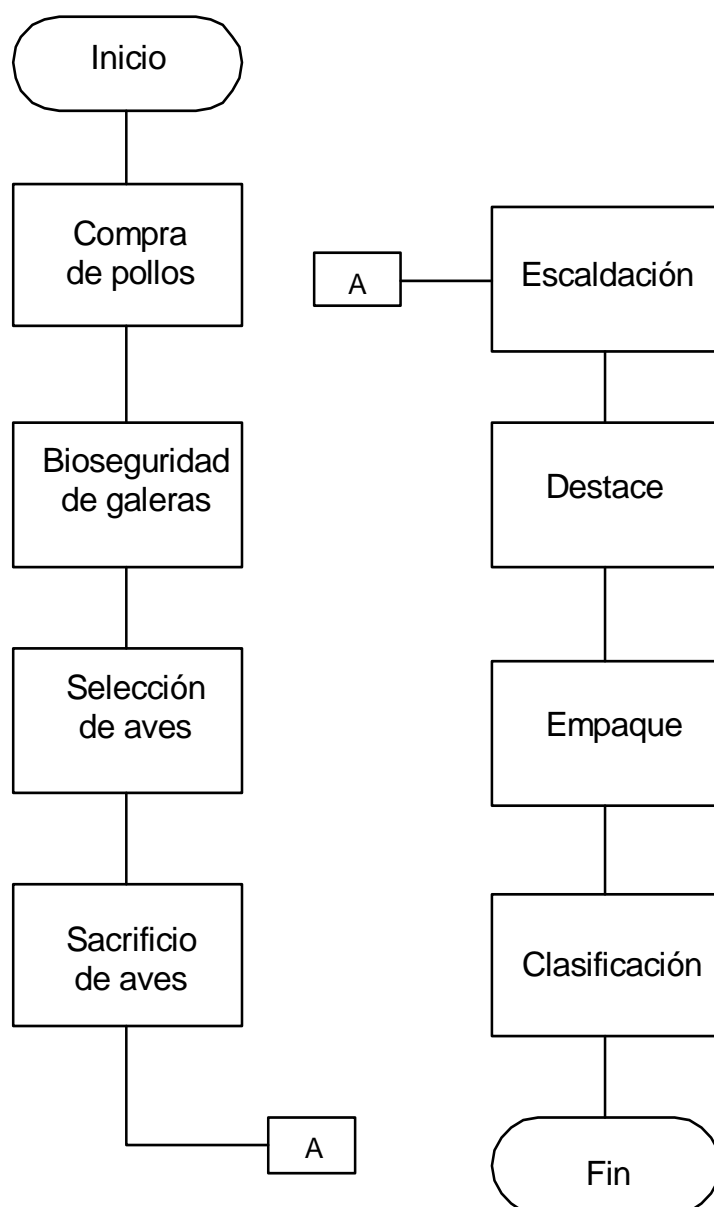 Inicio
Compra
de pollos
Bioseguridad
de galeras
Selección
de aves
Sacrificio
de aves
A
A
Escaldación
Destace
Empaque
Clasificación
Fin